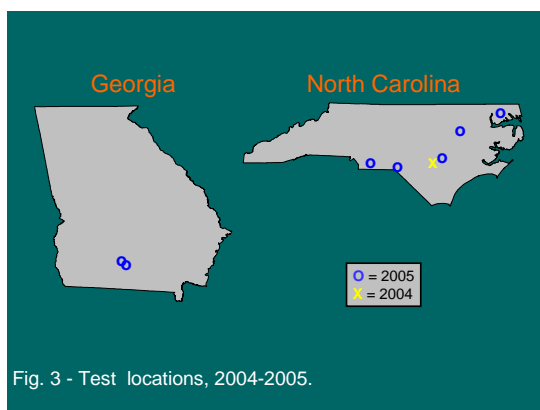 Georgia
North Carolina
O
O
O
O
X
O
O
O
O = 2005
X = 2004
Fig. 3 - Test locations, 2004-2005.